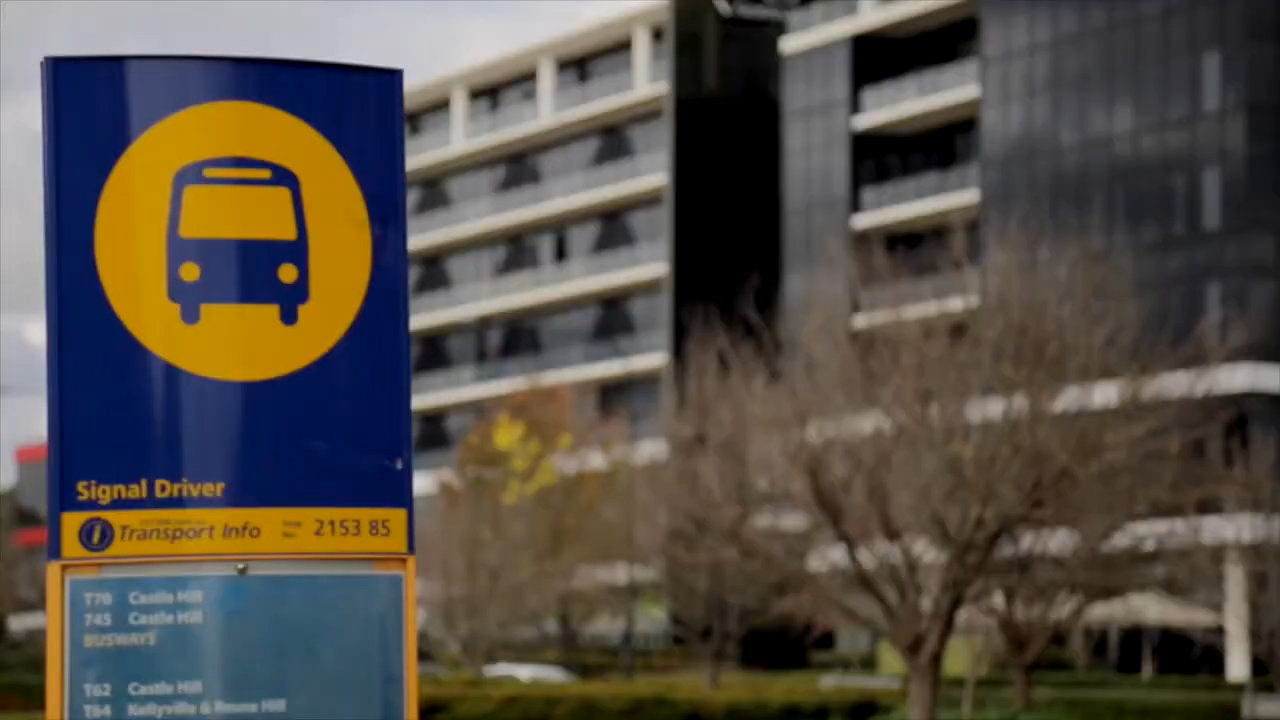 Signal Driver
i Transport Info 2153 85
T70 Castle Hill
745 Castle Hill
BUSWAYS
T62 Castle Hill
T64 Kellyville & Rouse Hill